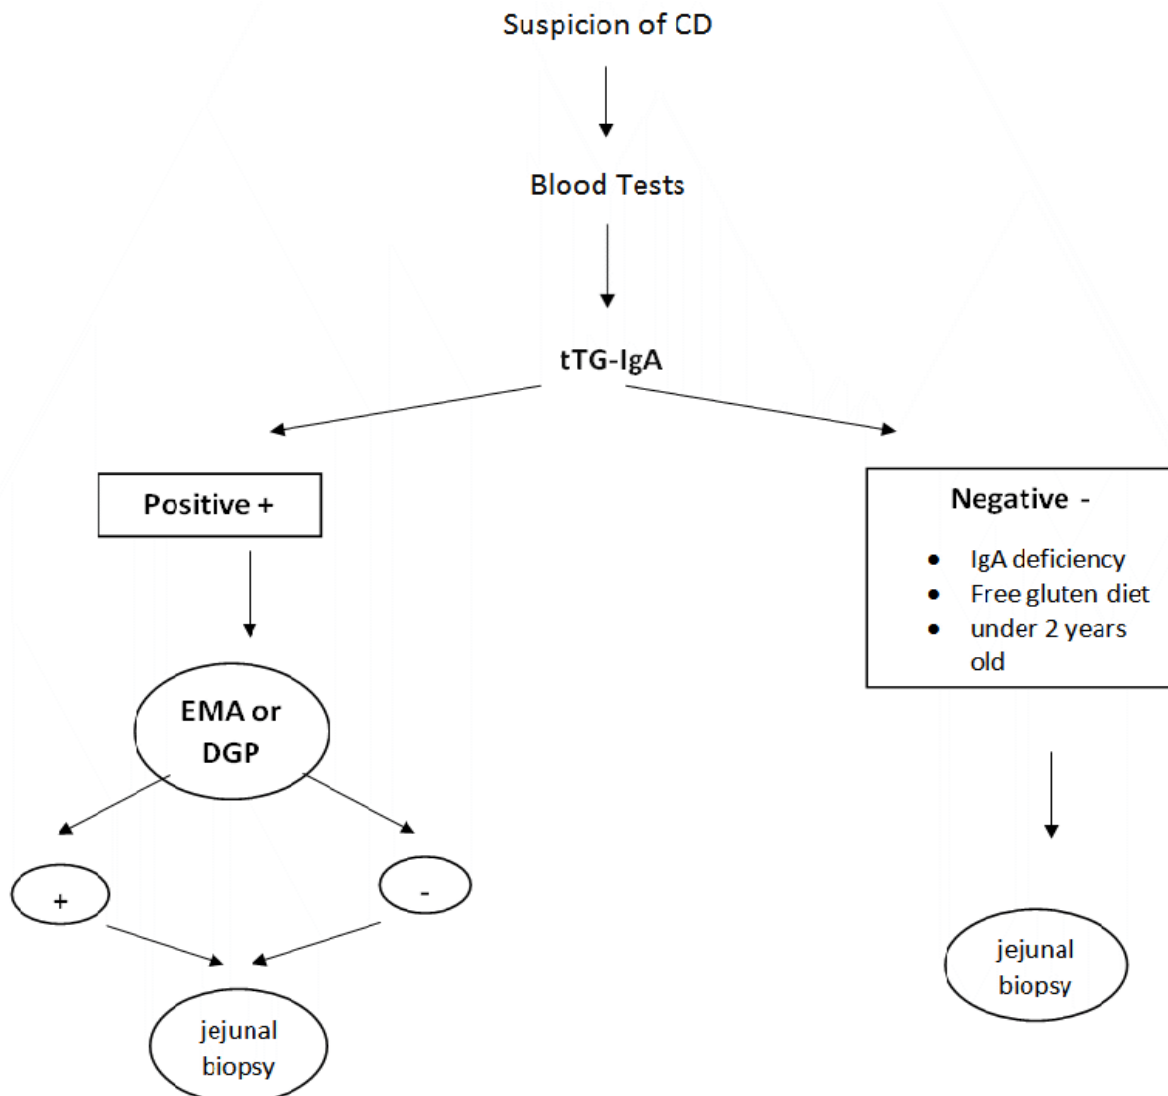 Suspicion of CD
Blood Tests
tTG-IgA
Positive +
Negative -
• IgA deficiency
• Free gluten diet
• under 2 years
old
EMA or
DGP
+
-
jejunal
biopsy
jejunal
biopsy